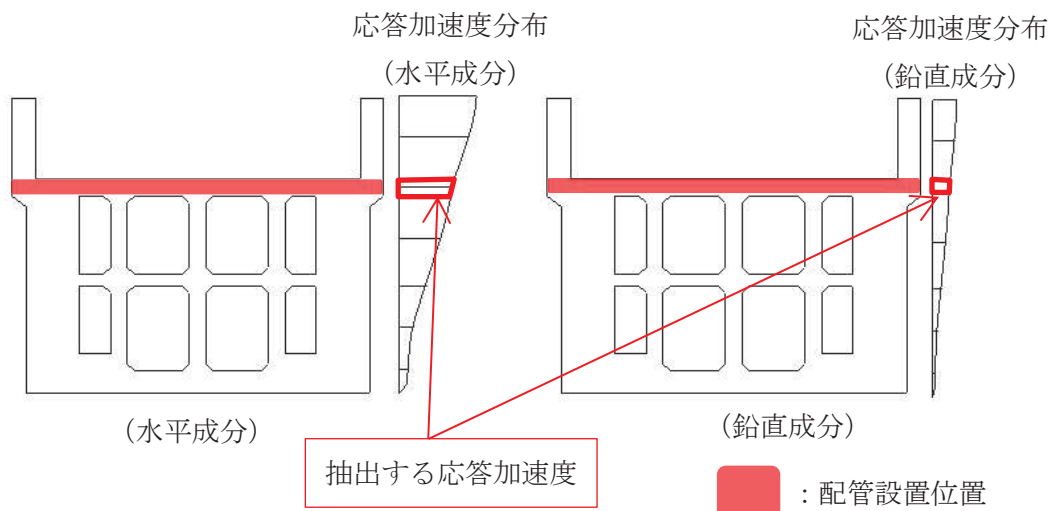 応答加速度分布
（水平成分）
応答加速度分布
（鉛直成分）
（水平成分）
（鉛直成分）
抽出する応答加速度
：配管設置位置